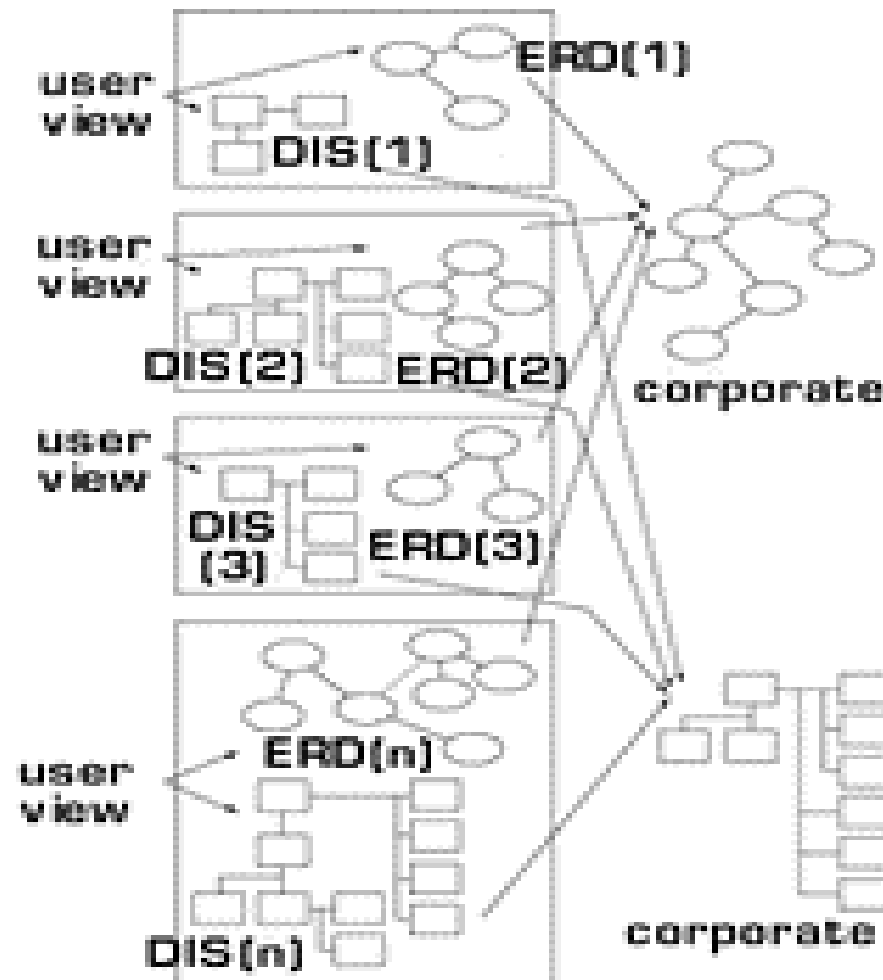 user
view
ERD(1)
DIS(1)
user
view
DIS(2)
ERD(2)
corporate
user
view
DIS
(3)
ERD(3)
ERD(n)
user
view
DIS(n)
corporate